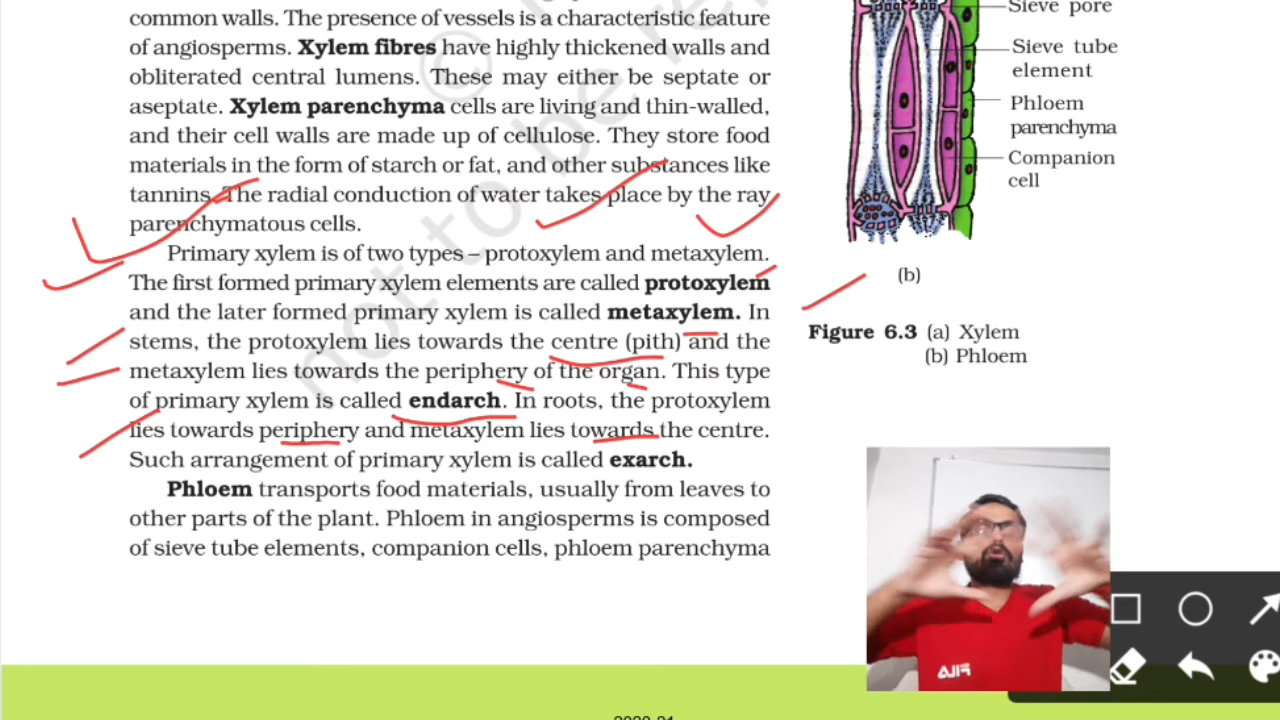 common walls. The presence of vessels is a characteristic feature
of angiosperms. Xylem fibres have highly thickened walls and
obliterated central lumens. These may either be septate or
aseptate. Xylem parenchyma cells are living and thin-walled,
and their cell walls are made up of cellulose. They store food
materials in the form of starch or fat, and other substances like
tannins. The radial conduction of water takes place by the ray
parenchymatous cells.
Primary xylem is of two types – protoxylem and metaxylem.
The first formed primary xylem elements are called protoxylem
and the later formed primary xylem is called metaxylem. In
stems, the protoxylem lies towards the centre (pith) and the
metaxylem lies towards the periphery of the organ. This type
of primary xylem is called endarch. In roots, the protoxylem
lies towards periphery and metaxylem lies towards the centre.
Such arrangement of primary xylem is called exarch.
Phloem transports food materials, usually from leaves to
other parts of the plant. Phloem in angiosperms is composed
of sieve tube elements, companion cells, phloem parenchyma
Sieve pore
Sieve tube
element
Phloem
parenchyma
Companion
cell
(b)
Figure 6.3 (a) Xylem
(b) Phloem
© not to be re
FILA